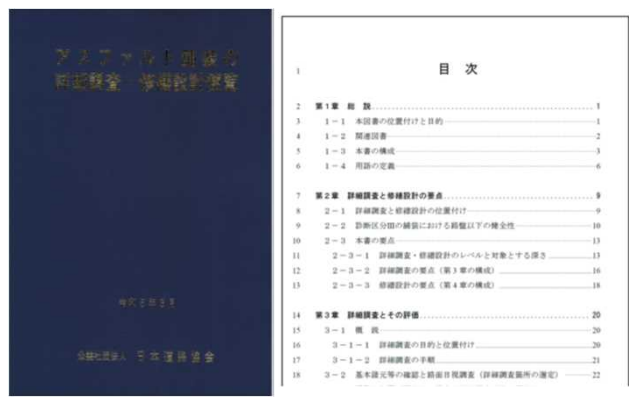 アスファルト舗装の
詳細調査・修繕設計便覧
令和5年3月
公益社団法人 日本道路協会
1 目次
2 第1章 総説 1
3 1-1 本図書の位置付けと目的 1
4 1-2 関連図書 2
5 1-3 本書の構成 3
6 1-4 用語の定義 6
7 第2章 詳細調査と修繕設計の要点 9
8 2-1 詳細調査と修繕設計の位置付け 9
9 2-2 診断区分Ⅲの舗装における路盤以下の健全性 10
10 2-3 本書の要点 13
11 2-3-1 詳細調査・修繕設計のレベルと対象とする深さ 13
12 2-3-2 詳細調査の要点(第3章の構成) 16
13 2-3-3 修繕設計の要点(第4章の構成) 18
14 第3章 詳細調査とその評価 20
15 3-1 概説 20
16 3-1-1 詳細調査の目的と位置付け 20
17 3-1-2 詳細調査の手順 21
18 3-2 基本諸元等の確認と路面目視調査(詳細調査箇所の選定) 22